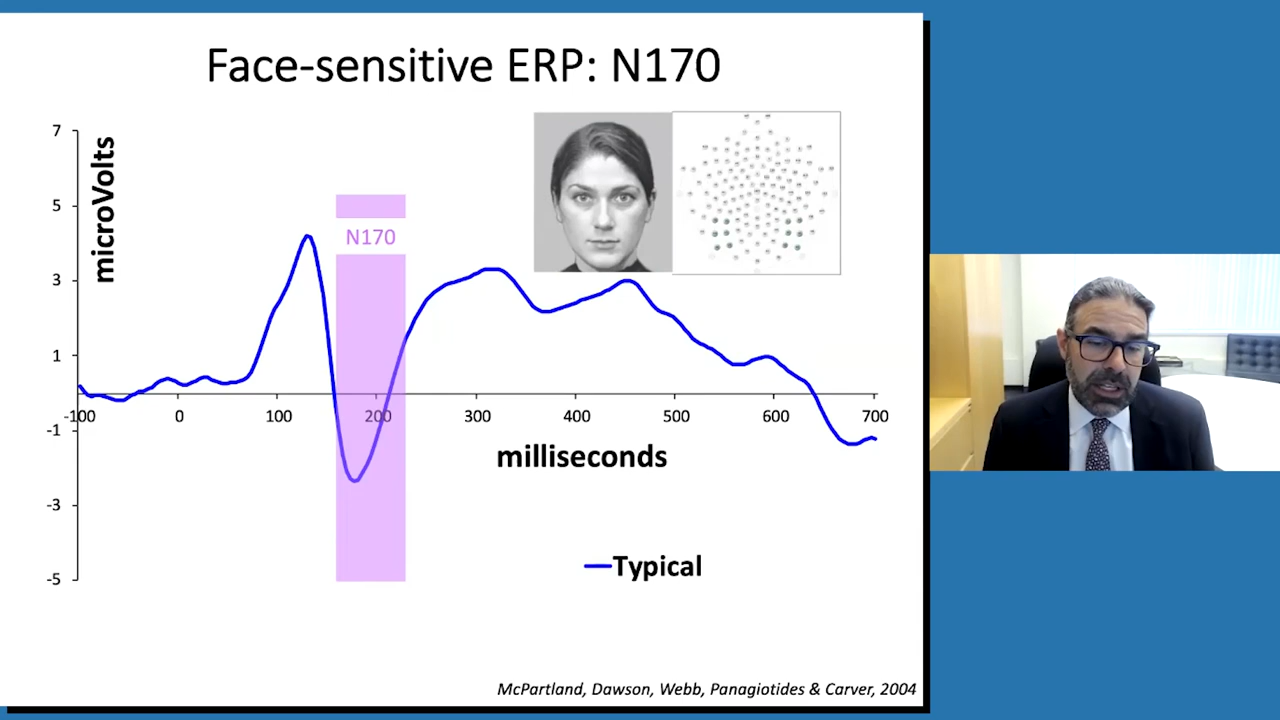 Face-sensitive ERP: N170
7
5
3
1
-1
-3
-5
microVolts
N170
-100 0 100 200 300 400 500 600 700
milliseconds
Typical
McPartland, Dawson, Webb, Panagiotides & Carver, 2004